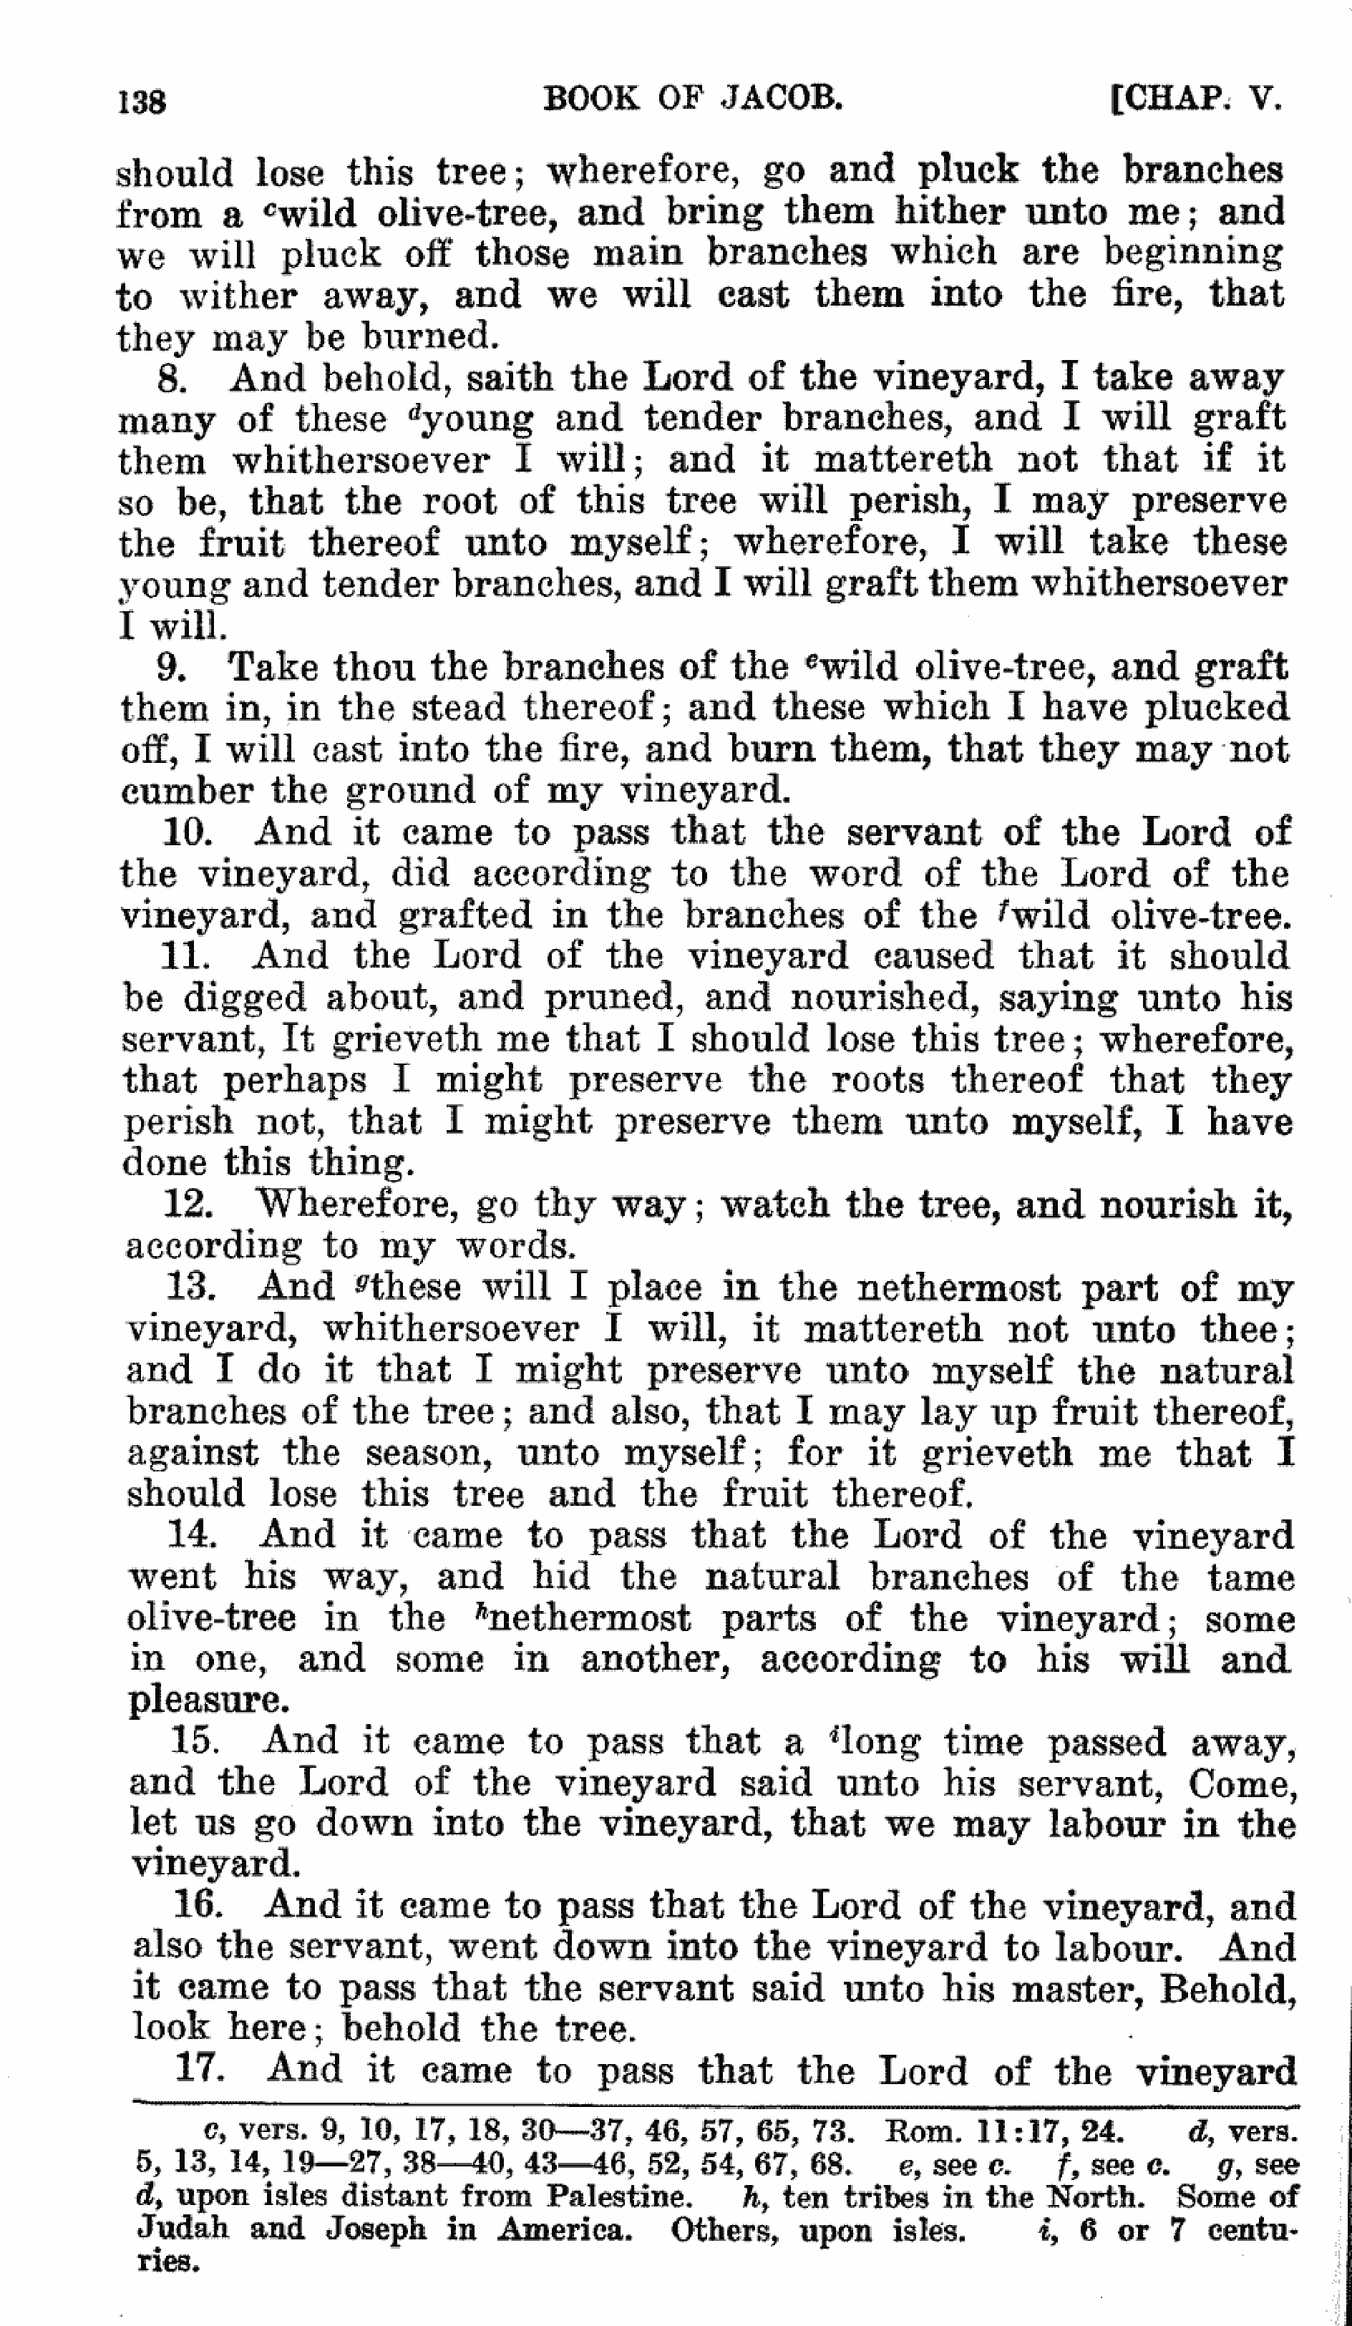 138 BOOK OF JACOB. [CHAP. V.
should lose this tree; wherefore, go and pluck the branches
from a cwild olive-tree, and bring them hither unto me; and
we will pluck off those main branches which are beginning
to wither away, and we will cast them into the fire, that
they may be burned.
8. And behold, saith the Lord of the vineyard, I take away
many of these dyoung and tender branches, and I will graft
them whithersoever I will; and it mattereth not that if it
so be, that the root of this tree will perish, I may preserve
the fruit thereof unto myself; wherefore, I will take these
young and tender branches, and I will graft them whithersoever
I will.
9. Take thou the branches of the ewild olive-tree, and graft
them in, in the stead thereof; and these which I have plucked
off, I will cast into the fire, and burn them, that they may not
cumber the ground of my vineyard.
10. And it came to pass that the servant of the Lord of
the vineyard, did according to the word of the Lord of the
vineyard, and grafted in the branches of the fwild olive-tree.
11. And the Lord of the vineyard caused that it should
be digged about, and pruned, and nourished, saying unto his
servant, It grieveth me that I should lose this tree; wherefore,
that perhaps I might preserve the roots thereof that they
perish not, that I might preserve them unto myself, I have
done this thing.
12. Wherefore, go thy way; watch the tree, and nourish it,
according to my words.
13. And gthese will I place in the nethermost part of my
vineyard, whithersoever I will, it mattereth not unto thee;
and I do it that I might preserve unto myself the natural
branches of the tree; and also, that I may lay up fruit thereof,
against the season, unto myself; for it grieveth me that I
should lose this tree and the fruit thereof.
14. And it came to pass that the Lord of the vineyard
went his way, and hid the natural branches of the tame
olive-tree in the hnethermost parts of the vineyard; some
in one, and some in another, according to his will and
pleasure.
15. And it came to pass that a ilong time passed away,
and the Lord of the vineyard said unto his servant, Come,
let us go down into the vineyard, that we may labour in the
vineyard.
16. And it came to pass that the Lord of the vineyard, and
also the servant, went down into the vineyard to labour. And
it came to pass that the servant said unto his master, Behold,
look here; behold the tree.
17. And it came to pass that the Lord of the vineyard
c, vers. 9, 10, 17, 18, 30—37, 46, 57, 65, 73. Rom. 11:17, 24. d, vers.
5, 13, 14, 19—27, 38—40, 43—46, 52, 54, 67, 68. e, see c. f, see c. g, see
d, upon isles distant from Palestine. h, ten tribes in the North. Some of
Judah and Joseph in America. Others, upon isles. i, 6 or 7 centu-
ries.